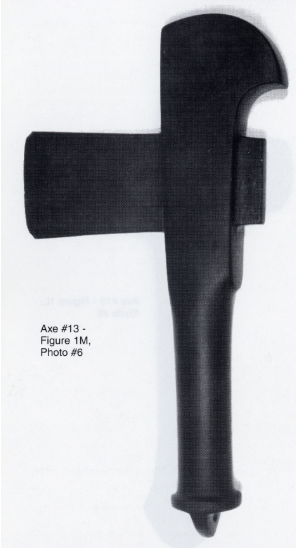 Axe #13 -
Figure 1M,
Photo #6